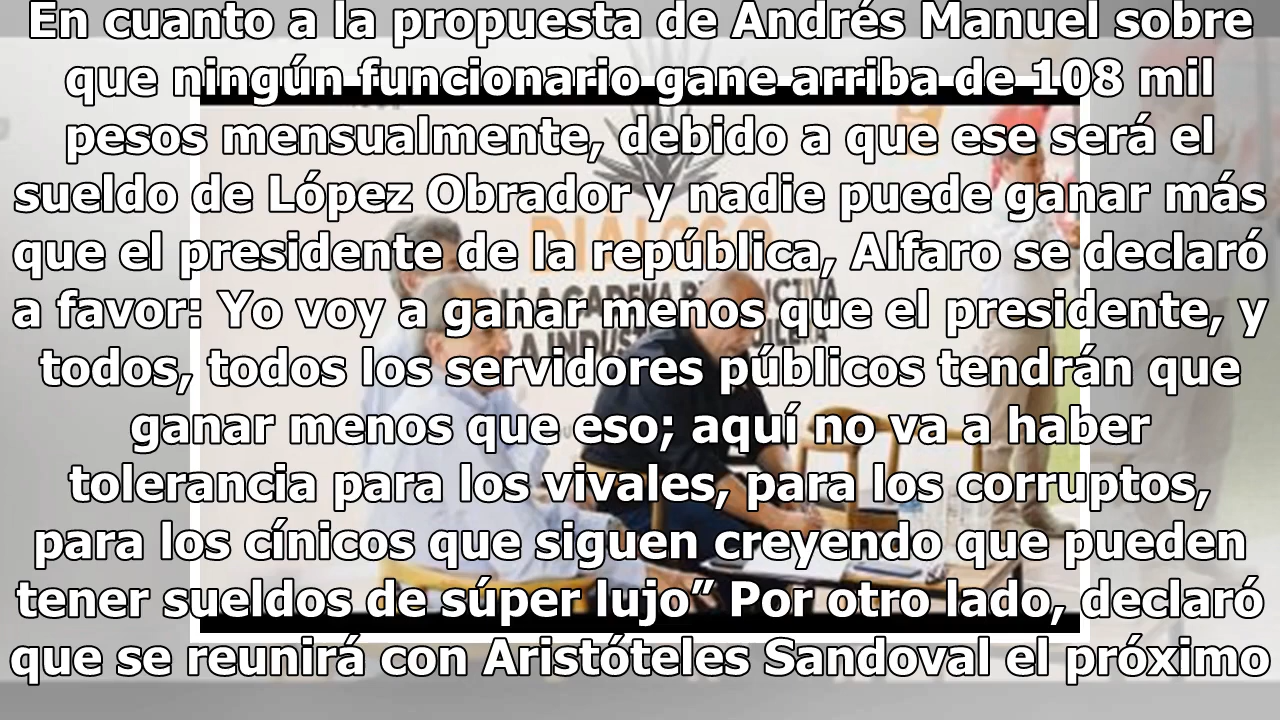 En cuanto a la propuesta de Andrés Manuel sobre
que ningún funcionario gane arriba de 108 mil
pesos mensualmente, debido a que ese será el
sueldo de López Obrador y nadie puede ganar más
que el presidente de la república, Alfaro se declaró
a favor: Yo voy a ganar menos que el presidente, y
todos, todos los servidores públicos tendrán que
ganar menos que eso; aquí no va a haber
tolerancia para los vivales, para los corruptos,
para los cínicos que siguen creyendo que pueden
tener sueldos de súper lujo” Por otro lado, declaró
que se reunirá con Aristóteles Sandoval el próximo
DIALOGO
LA CADENA